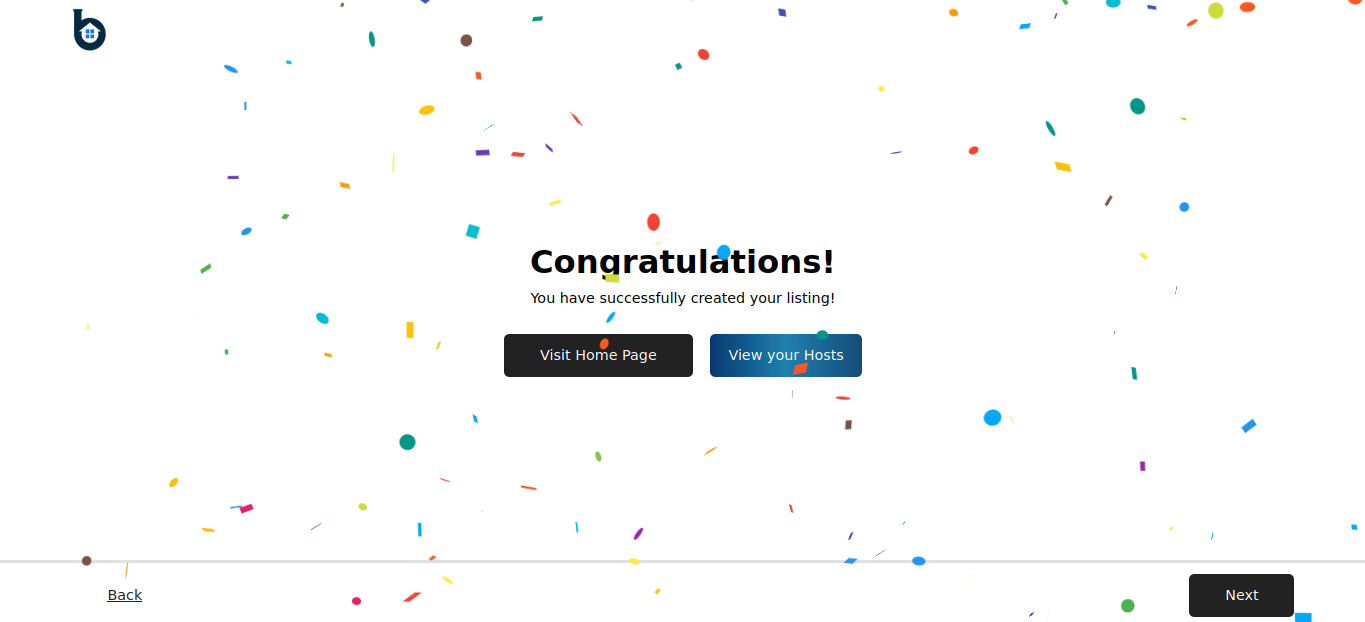 Congratulations!
You have successfully created your listing!
Visit Home Page
View your Hosts
Back
Next